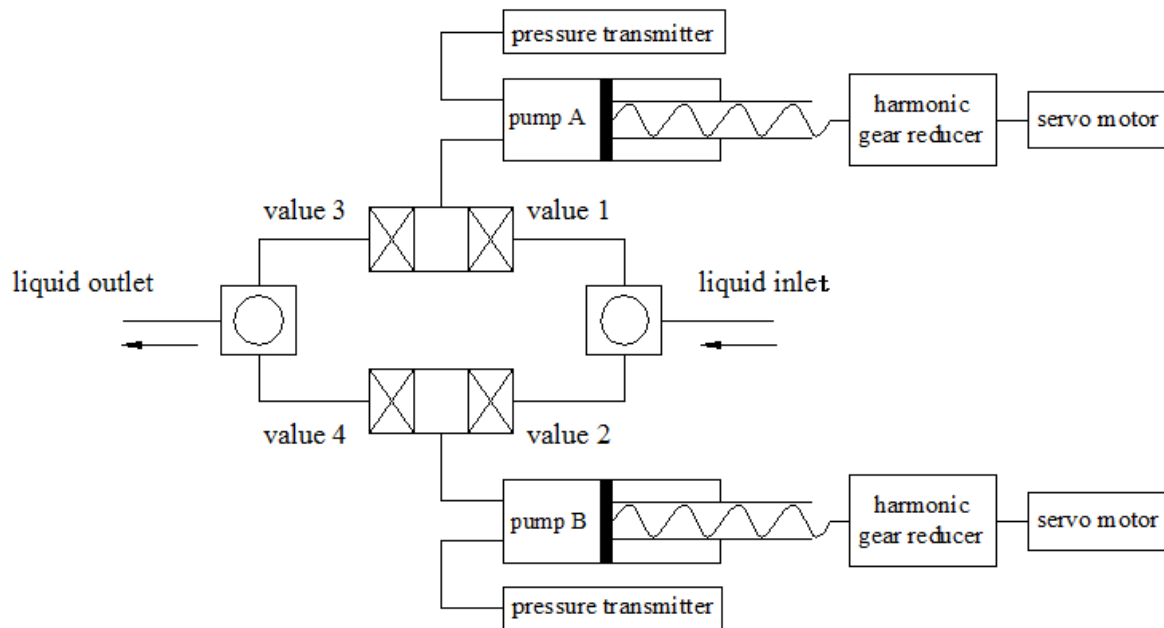 pressure transmitter
pump A
harmonic
gear reducer
servo motor
value 3
value 1
liquid outlet
liquid inlet
value 4
value 2
pump B
harmonic
gear reducer
servo motor
pressure transmitter